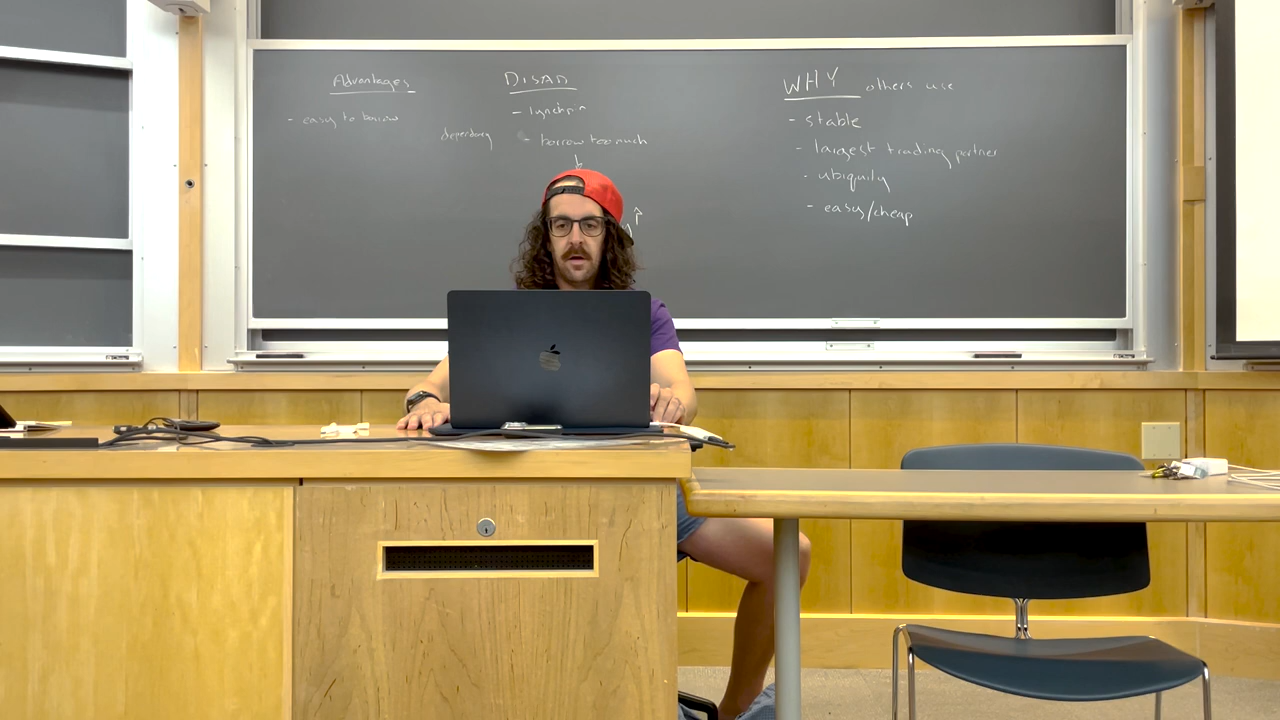 Advantages
- easy to borrow
DISAD
- lynchpin
dependency
- borrow too much
WHY others use
- stable
- largest trading partner
- ubiquity
- easy/cheap